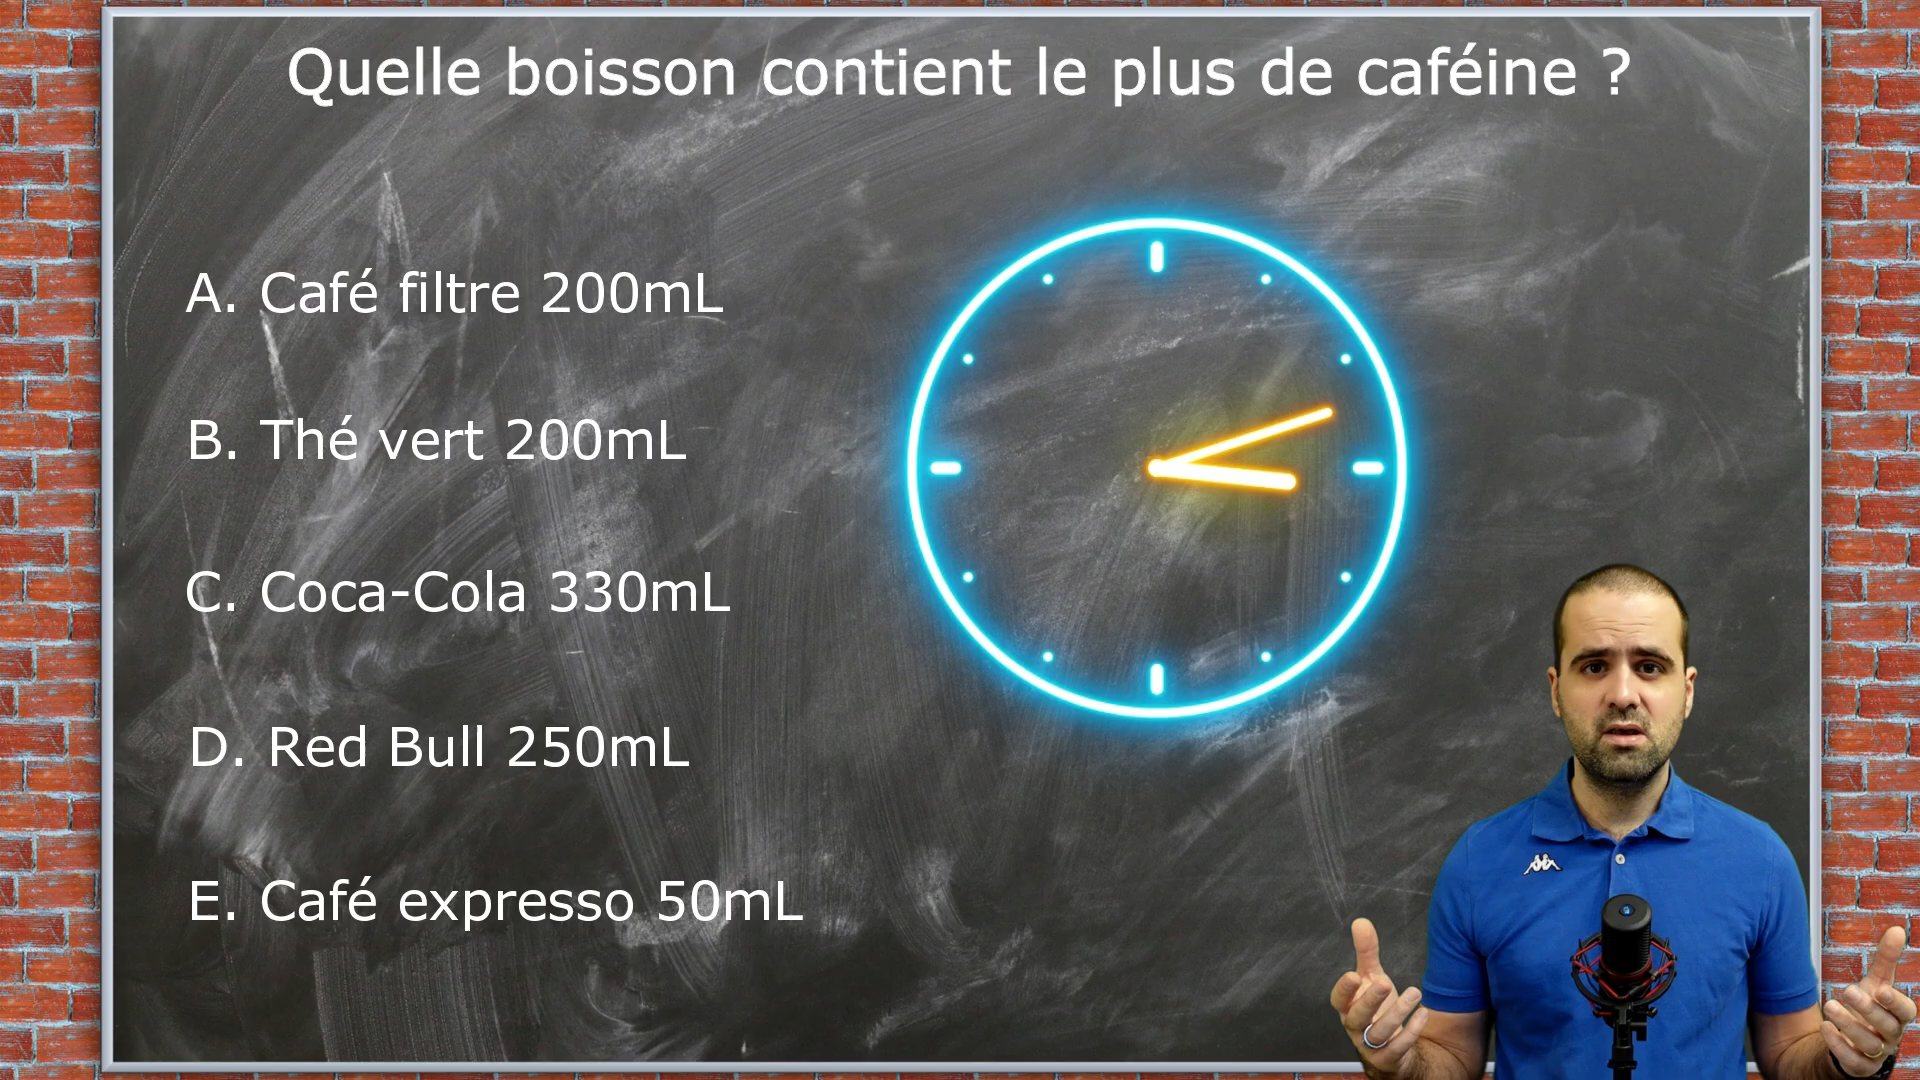 Quelle boisson contient le plus de caféine ?
A. Café filtre 200mL
B. Thé vert 200mL
C. Coca-Cola 330mL
D. Red Bull 250mL
E. Café expresso 50mL